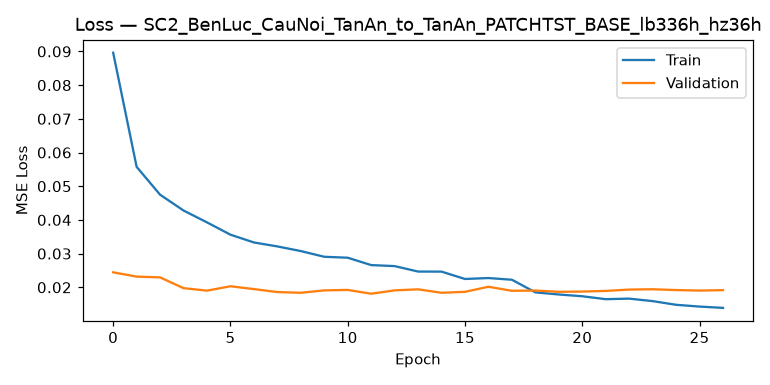 Loss — SC2_BenLuc_CauNoi_TanAn_to_TanAn_PATCHTST_BASE_lb336h_hz36h
Train
Validation
0.09
0.08
0.07
0.06
0.05
0.04
0.03
0.02
MSE Loss
0 5 10 15 20 25
Epoch